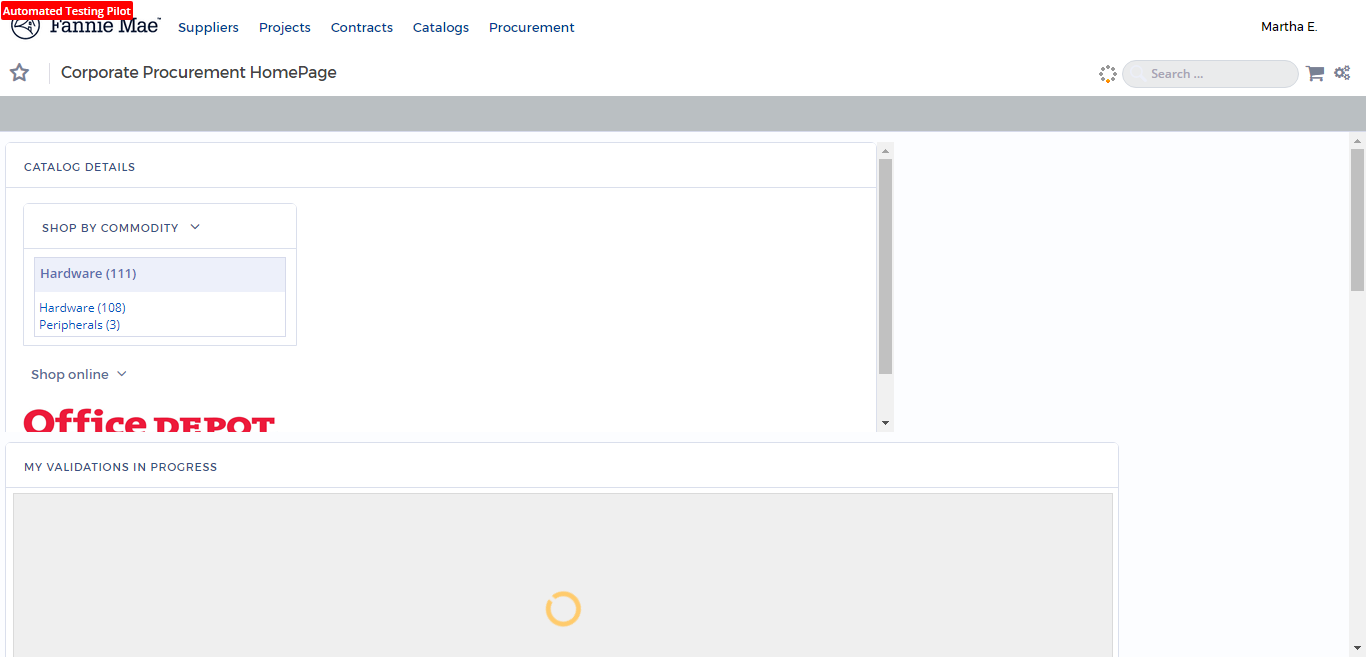 Automated Testing Pilot
Fannie Mae™
Suppliers Projects Contracts Catalogs Procurement
Martha E.
Corporate Procurement HomePage
Search ...
CATALOG DETAILS
SHOP BY COMMODITY
Hardware (111)
Hardware (108)
Peripherals (3)
Shop online
Office DEPOT
MY VALIDATIONS IN PROGRESS